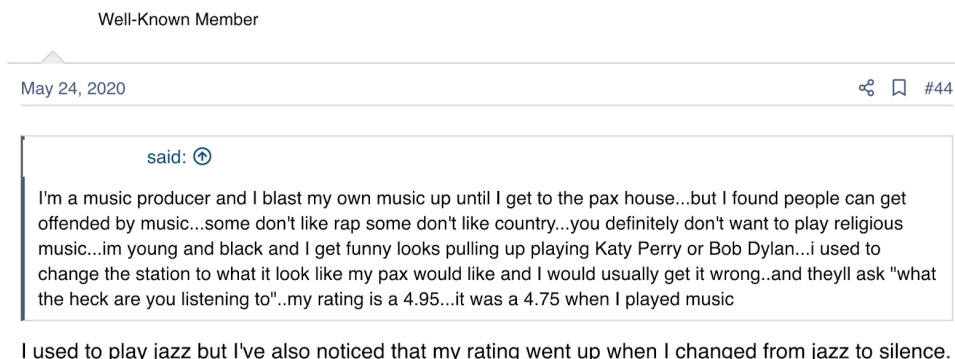 Well-Known Member
May 24, 2020
#44
said:
I'm a music producer and I blast my own music up until I get to the pax house...but I found people can get
offended by music...some don't like rap some don't like country...you definitely don't want to play religious
music...im young and black and I get funny looks pulling up playing Katy Perry or Bob Dylan...i used to
change the station to what it look like my pax would like and I would usually get it wrong..and theyll ask "what
the heck are you listening to"..my rating is a 4.95...it was a 4.75 when I played music
I used to play jazz but I've also noticed that my rating went up when I changed from jazz to silence.